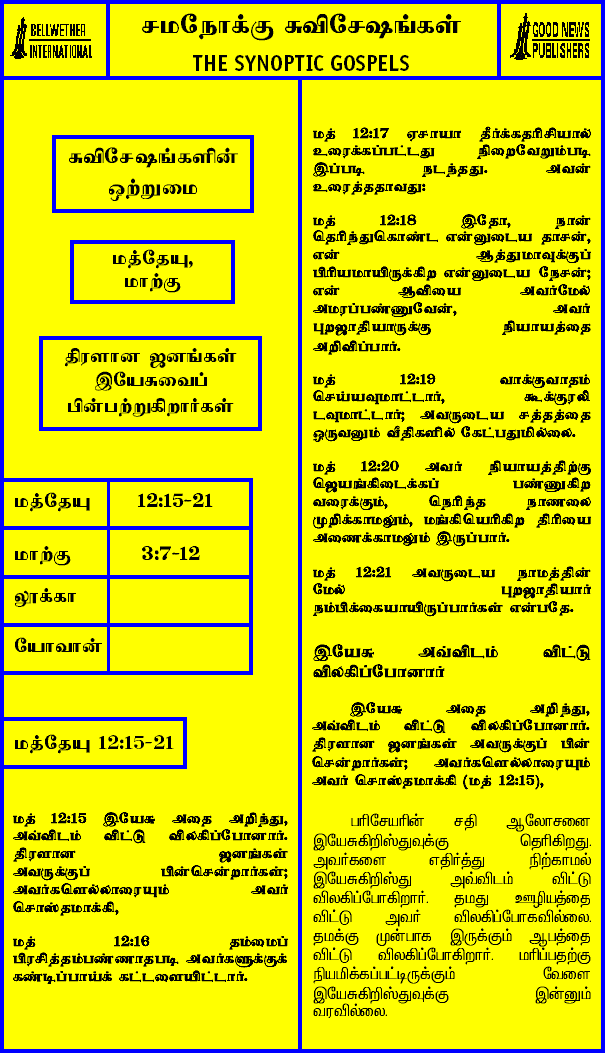 BELLWETHER
INTERNATIONAL
சமநோக்கு சுவிசேஷங்கள்
THE SYNOPTIC GOSPELS
GOOD NEWS
PUBLISHERS
சுவிசேஷங்களின்
ஒற்றுமை
மத்தேயு,
மாற்கு
திரளான ஜனங்கள்
இயேசுவைப்
பின்பற்றுகிறார்கள்
மத்தேயு 12:15-21
மாற்கு 3:7-12
லூக்கா
யோவான்
மத்தேயு 12:15-21
மத் 12:15 இயேசு அதை அறிந்து,
அவ்விடம் விட்டு விலகிப்போனார்.
திரளான ஜனங்கள்
அவருக்குப் பின்சென்றார்கள்;
அவர்களெல்லாரையும் அவர்
சொஸ்தமாக்கி,
மத் 12:16 தம்மைப்
பிரசித்தம்பண்ணாதபடி அவர்களுக்குக்
கண்டிப்பாய்க் கட்டளையிட்டார்.
மத் 12:17 ஏசாயா தீர்க்கதரிசியால்
உரைக்கப்பட்டது நிறைவேறும்படி
இப்படி நடந்தது. அவன்
உரைத்ததாவது:
மத் 12:18 இதோ, நான்
தெரிந்துகொண்ட என்னுடைய தாசன்,
என் ஆத்துமாவுக்குப்
பிரியமாயிருக்கிற என்னுடைய நேசன்;
என் ஆவியை அவர்மேல்
அமரப்பண்ணுவேன், அவர்
புறஜாதியாருக்கு நியாயத்தை
அறிவிப்பார்.
மத் 12:19 வாக்குவாதம்
செய்யவுமாட்டார், கூக்குரலி
டவுமாட்டார்; அவருடைய சத்தத்தை
ஒருவனும் வீதிகளில் கேட்பதுமில்லை.
மத் 12:20 அவர் நியாயத்திற்கு
ஜெயங்கிடைக்கப் பண்ணுகிற
வரைக்கும், நெரிந்த நாணலை
முறிக்காமலும், மங்கியெரிகிற திரியை
அணைக்காமலும் இருப்பார்.
மத் 12:21 அவருடைய நாமத்தின்
மேல் புறஜாதியார்
நம்பிக்கையாயிருப்பார்கள் என்பதே.
இயேசு அவ்விடம் விட்டு
விலகிப்போனார்
இயேசு அதை அறிந்து,
அவ்விடம் விட்டு விலகிப்போனார்.
திரளான ஜனங்கள் அவருக்குப் பின்
சென்றார்கள்; அவர்களெல்லாரையும்
அவர் சொஸ்தமாக்கி (மத் 12:15),
பரிசேயரின் சதி ஆலோசனை
இயேசுகிறிஸ்துவுக்கு தெரிகிறது.
அவர்களை எதிர்த்து நிற்காமல்
இயேசுகிறிஸ்து அவ்விடம் விட்டு
விலகிப்போகிறார். தமது ஊழியத்தை
விட்டு அவர் விலகிப்போகவில்லை.
தமக்கு முன்பாக இருக்கும் ஆபத்தை
விட்டு விலகிப்போகிறார். மரிப்பதற்கு
நியமிக்கப்பட்டிருக்கும் வேளை
இயேசுகிறிஸ்துவுக்கு இன்னும்
வரவில்லை.